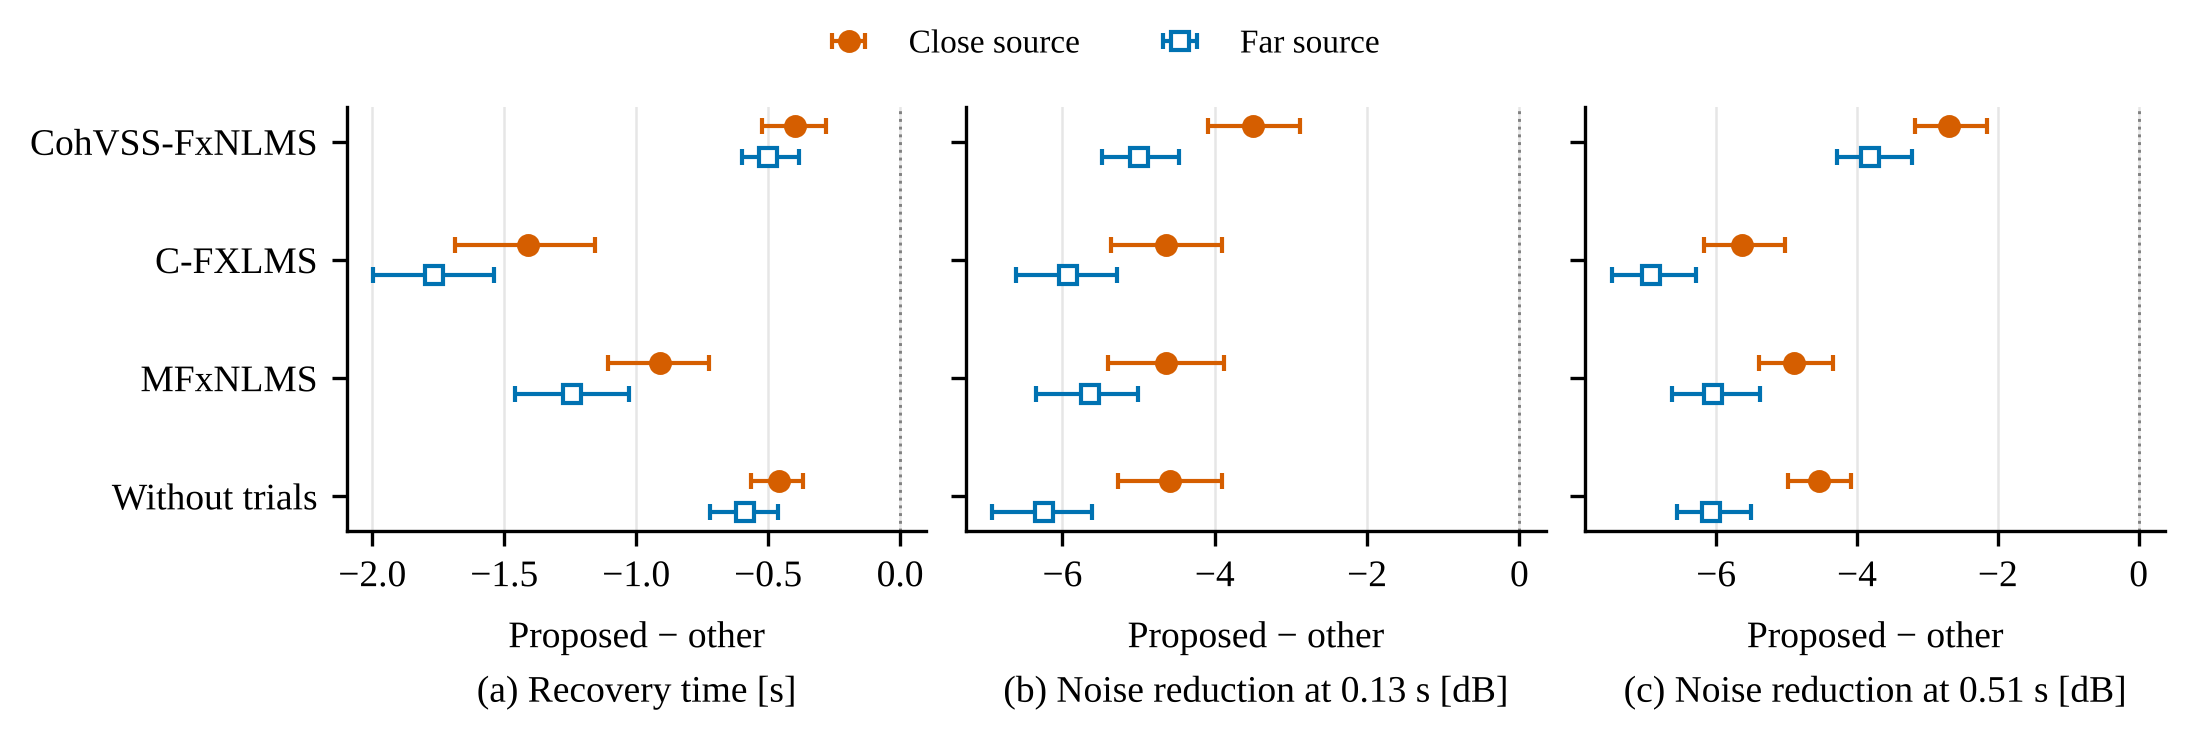 Close source
Far source
CohVSS-FxNLMS
C-FXLMS
MFxNLMS
Without trials
−2.0 −1.5 −1.0 −0.5 0.0
−6 −4 −2 0
−6 −4 −2 0
Proposed − other
Proposed − other
Proposed − other
(a) Recovery time [s]
(b) Noise reduction at 0.13 s [dB]
(c) Noise reduction at 0.51 s [dB]